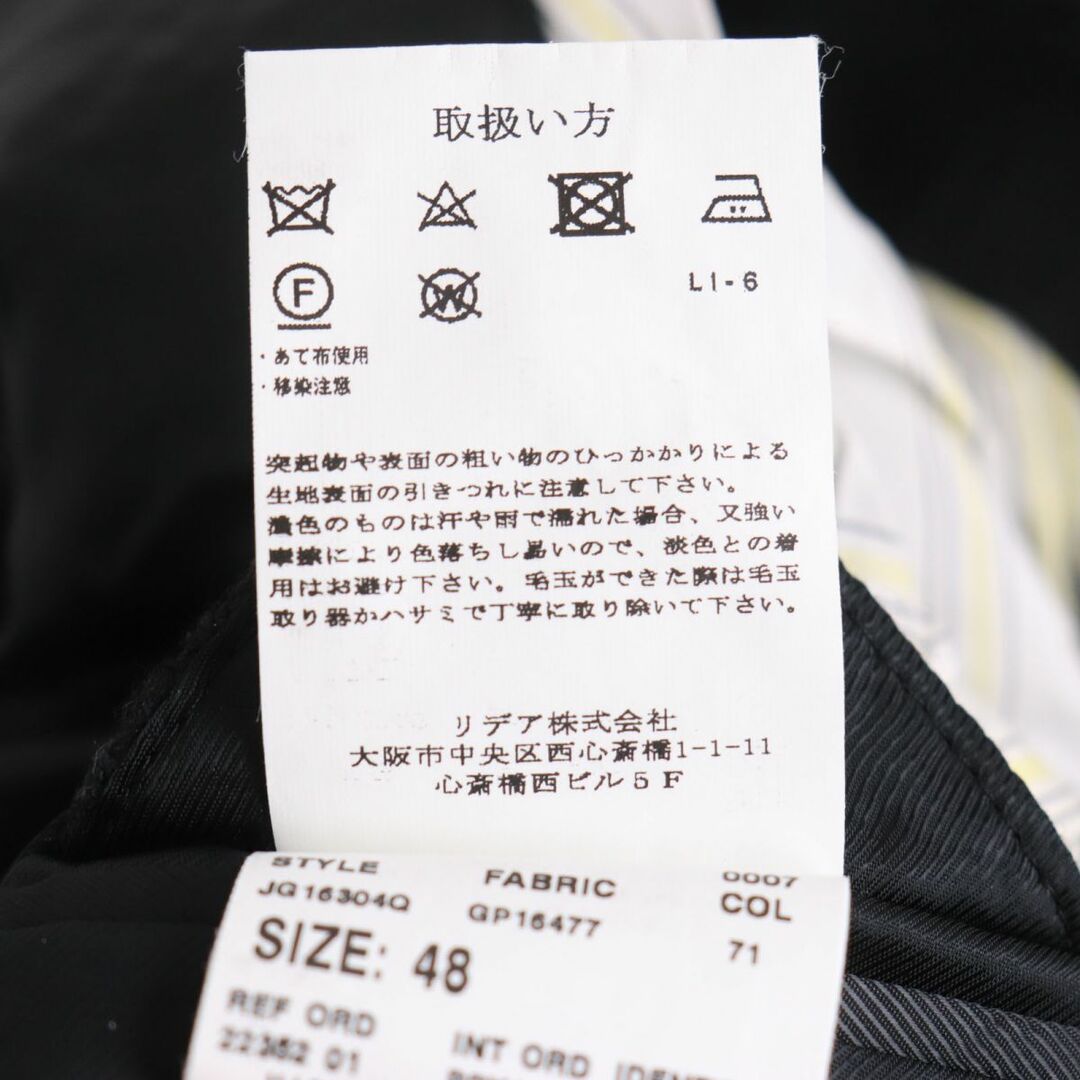 取扱い方
F
W
LI-6
・あて布使用
・移染注意
突起物や表面の粗い物のひっかかりによる
生地表面の引きつれに注意して下さい。
濃色のものは汗や雨で濡れた場合、又強い
摩擦により色落ちし易いので、淡色との着
用はお避け下さい。毛玉ができた際は毛玉
取り器かハサミで丁寧に取り除いて下さい。
リデア株式会社
大阪市中央区西心斎橋1-1-11
心斎橋西ビル5F
STYLE FABRIC 0007
JG16304Q GP16477 COL
SIZE: 48 71
REF ORD
22362 01 INT ORD